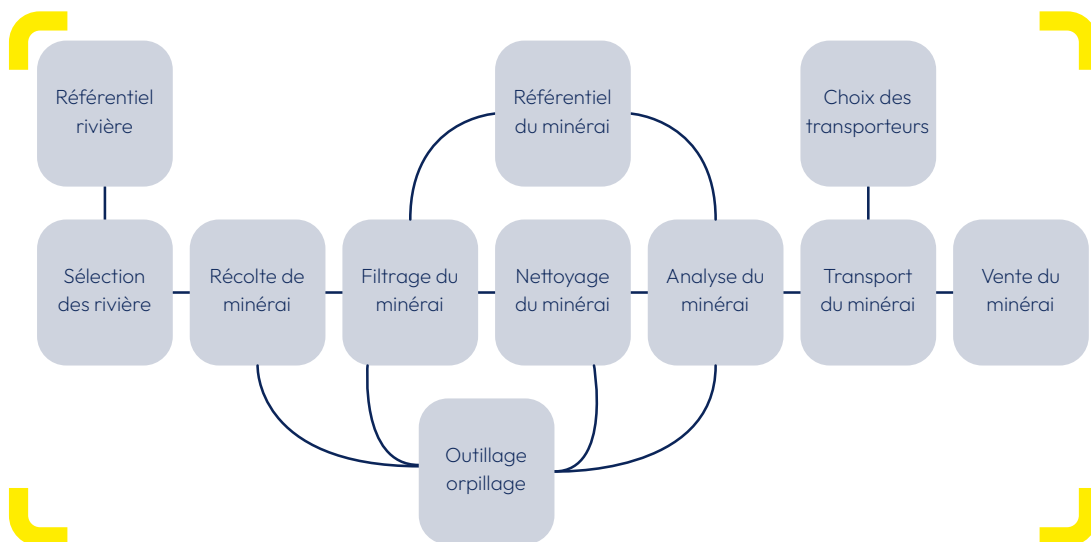 Référentiel
rivière
Référentiel
du minérai
Choix des
transporteurs
Sélection
des rivière
Récolte de
minérai
Filtrage du
minérai
Nettoyage
du minérai
Analyse du
minérai
Transport
du minérai
Vente du
minérai
Outillage
orpillage